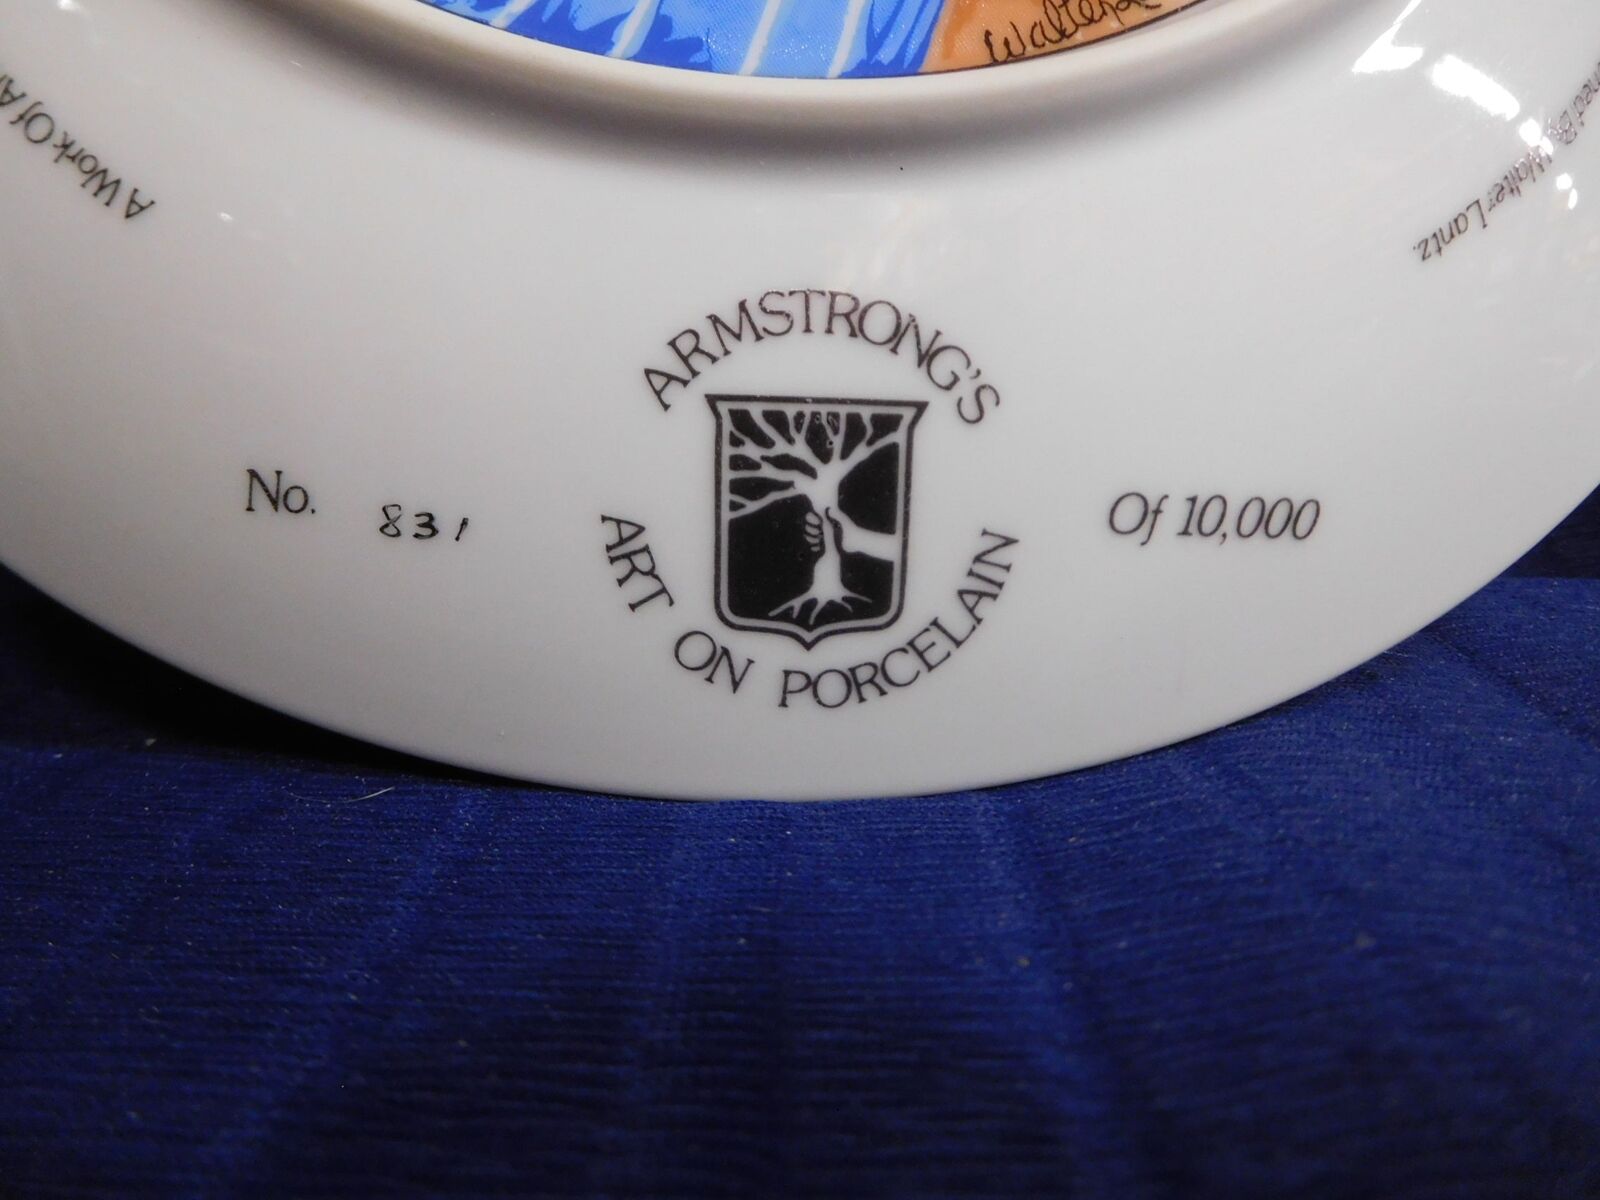 Walter
A Work Of
By Walter Lantz.
ARMSTRONG'S
No. 831
Of 10,000
ART ON PORCELAIN